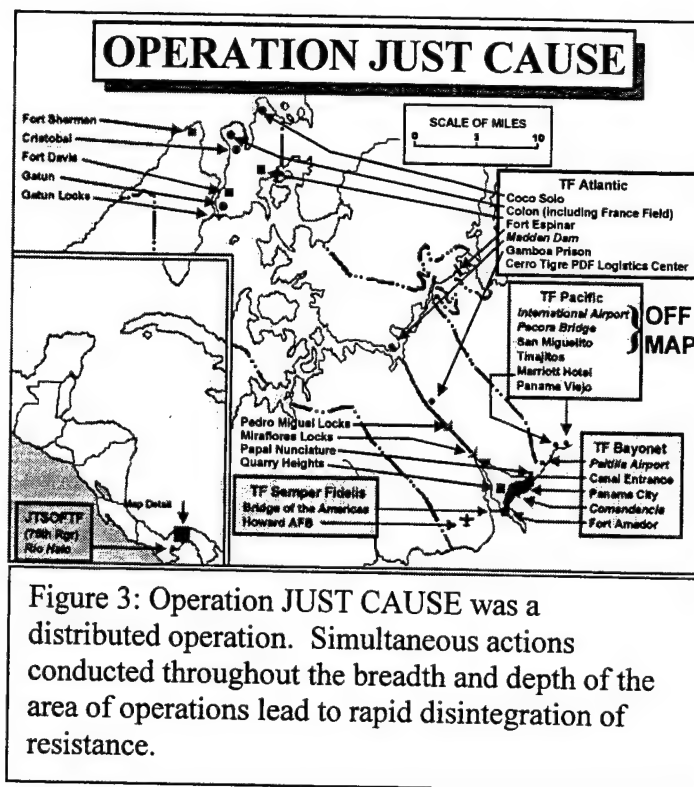 OPERATION JUST CAUSE
Fort Sherman
Cristobal
Fort Davis
Gatun
Gatun Locks
SCALE OF MILES
0 5 10
TF Atlantic
Coco Solo
Colon (including France Field)
Fort Espinar
Madden Dam
Gamboa Prison
Cerro Tigre PDF Logistics Center
TF Pacific
International Airport
Pecora Bridge
San Miguelito
Tinajitos
Marriott Hotel
Panama Viejo
OFF
MAP
Pedro Miguel Locks
Miraflores Locks
Papal Nunciature
Quarry Heights
TF Semper Fidelis
Bridge of the Americas
Howard AFB
TF Bayonet
Paitilla Airport
Canal Entrance
Panama City
Comandancia
Fort Amador
Map Detail
JTSOFTF
(75th Rgr)
Rio Hato
Figure 3: Operation JUST CAUSE was a
distributed operation. Simultaneous actions
conducted throughout the breadth and depth of the
area of operations lead to rapid disintegration of
resistance.